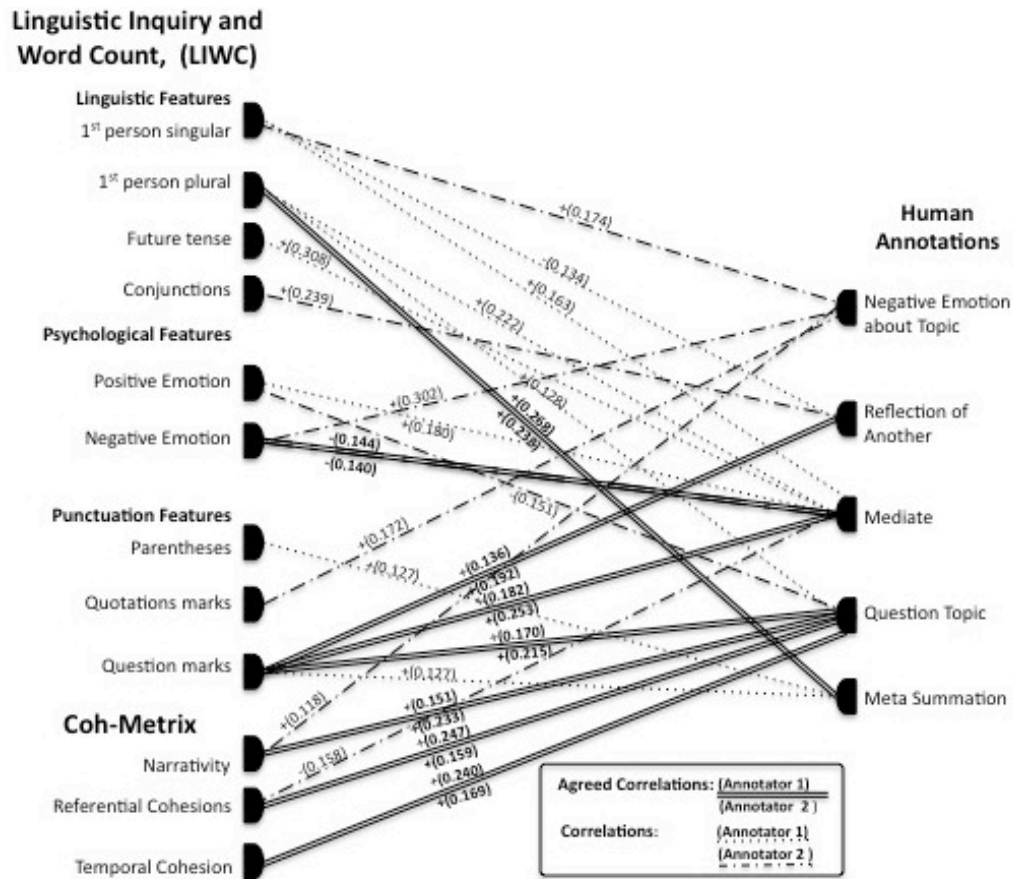 Linguistic Inquiry and
Word Count, (LIWC)
Linguistic Features
1st person singular
1st person plural
Future tense
Conjunctions
Psychological Features
Positive Emotion
Negative Emotion
Punctuation Features
Parentheses
Quotations marks
Question marks
Coh-Metrix
Narrativity
Referential Cohesions
Temporal Cohesion
+(0.174)
-(0.134)
+(0.163)
+(0.308)
+(0.222)
+(0.239)
+(0.128)
+(0.268)
+(0.238)
+(0.302)
+(0.180)
-(0.144)
-(0.140)
-(0.151)
+(0.172)
+(0.127)
+(0.136)
+(0.192)
+(0.182)
+(0.253)
+(0.170)
+(0.215)
+(0.127)
+(0.118)
+(0.151)
+(0.233)
-(0.158)
+(0.247)
+(0.159)
+(0.240)
+(0.169)
Human
Annotations
Negative Emotion
about Topic
Reflection of
Another
Mediate
Question Topic
Meta Summation
Agreed Correlations: (Annotator 1)
(Annotator 2 )
Correlations: (Annotator 1)
(Annotator 2 )